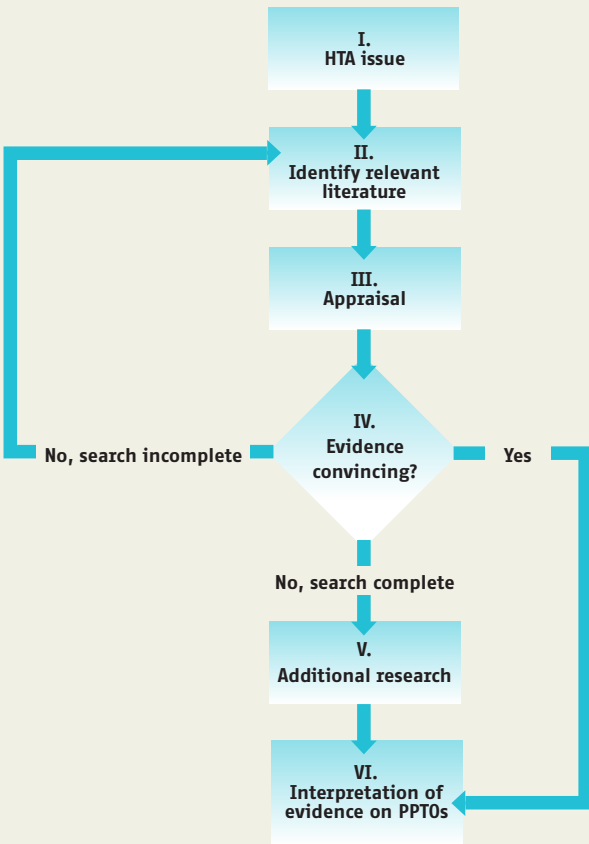 I.
HTA issue
II.
Identify relevant
literature
III.
Appraisal
IV.
Evidence
convincing?
No, search incomplete
Yes
No, search complete
V.
Additional research
VI.
Interpretation of
evidence on PPTOs